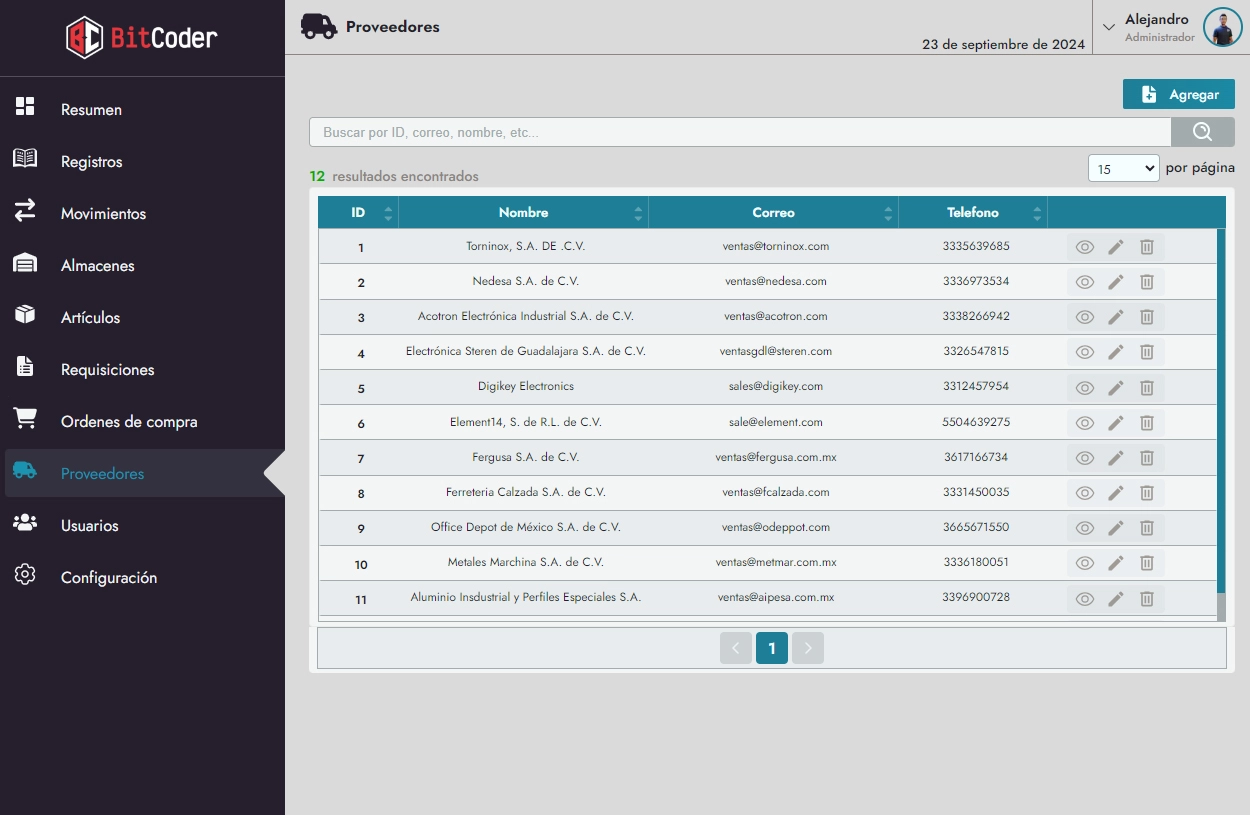 BitCoder
Resumen
Registros
Movimientos
Almacenes
Artículos
Requisiciones
Ordenes de compra
Proveedores
Usuarios
Configuración
Proveedores
23 de septiembre de 2024
Alejandro
Administrador
Agregar
Buscar por ID, correo, nombre, etc...
12 resultados encontrados
15 por página
ID Nombre Correo Telefono
1 Torninox, S.A. DE .C.V. ventas@torninox.com 3335639685
2 Nedesa S.A. de C.V. ventas@nedesa.com 3336973534
3 Acotron Electrónica Industrial S.A. de C.V. ventas@acotron.com 3338266942
4 Electrónica Steren de Guadalajara S.A. de C.V. ventasgdl@steren.com 3326547815
5 Digikey Electronics sales@digikey.com 3312457954
6 Element14, S. de R.L. de C.V. sale@element.com 5504639275
7 Fergusa S.A. de C.V. ventas@fergusa.com.mx 3617166734
8 Ferreteria Calzada S.A. de C.V. ventas@fcalzada.com 3331450035
9 Office Depot de México S.A. de C.V. ventas@odeppot.com 3665671550
10 Metales Marchina S.A. de C.V. ventas@metmar.com.mx 3336180051
11 Aluminio Insdustrial y Perfiles Especiales S.A. ventas@aipesa.com.mx 3396900728
1